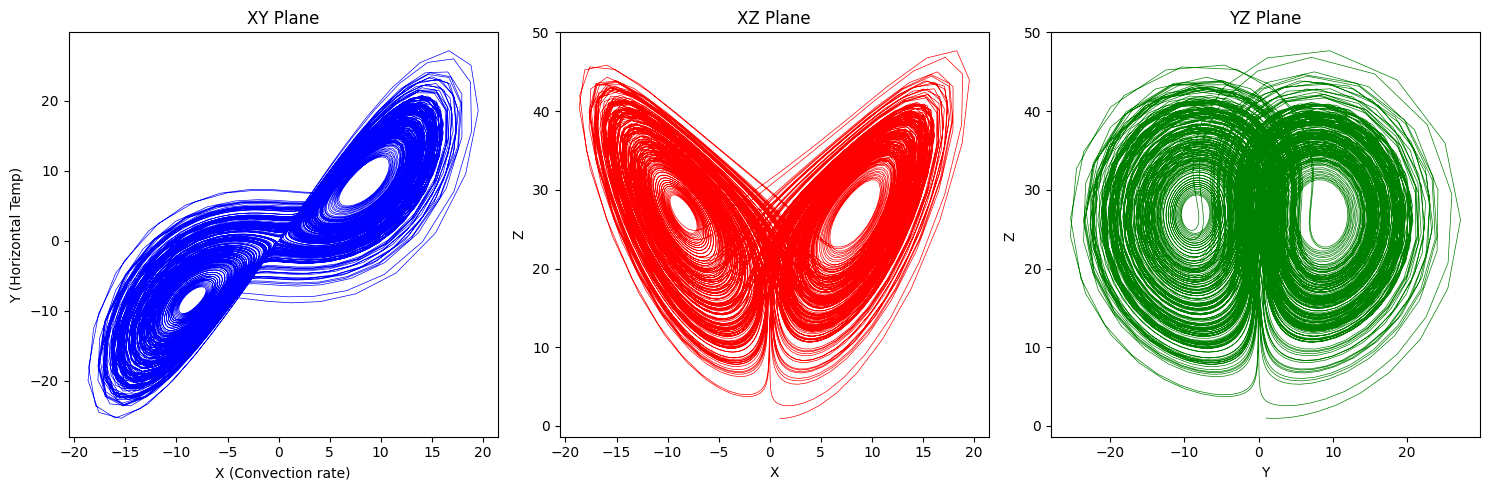 XY Plane
Y (Horizontal Temp)
20
10
0
−10
−20
−20 −15 −10 −5 0 5 10 15 20
X (Convection rate)
XZ Plane
Z
50
40
30
20
10
0
−20 −15 −10 −5 0 5 10 15 20
X
YZ Plane
Z
50
40
30
20
10
0
−20 −10 0 10 20
Y